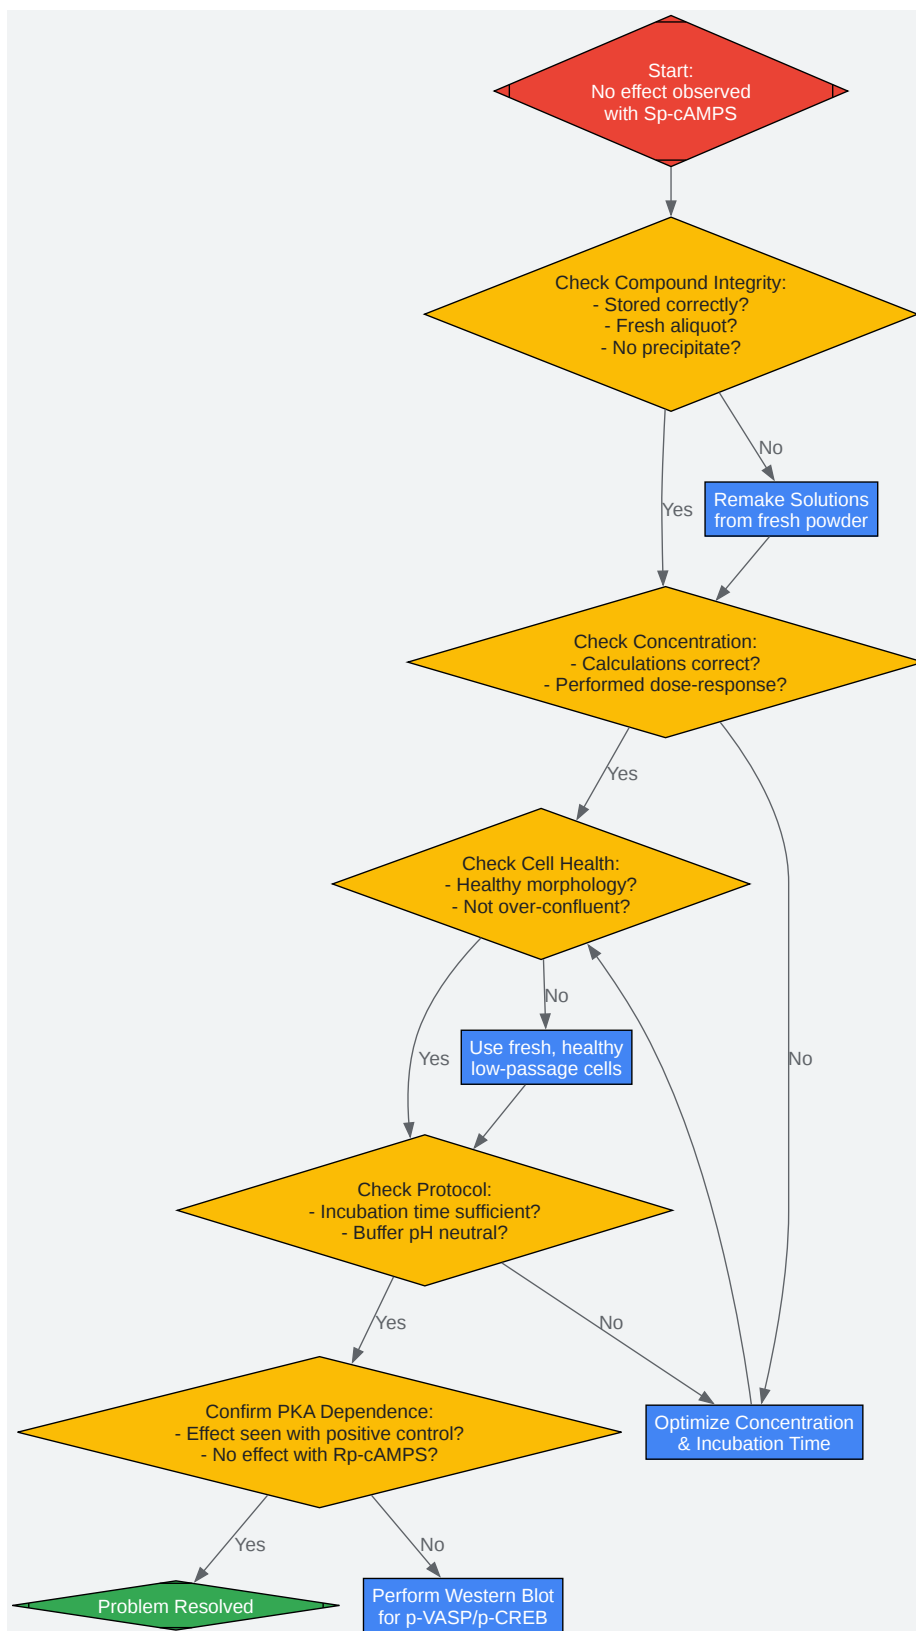 Start:
No effect observed
with Sp-cAMPS
Check Compound Integrity:
- Stored correctly?
- Fresh aliquot?
- No precipitate?
No
Yes
Remake Solutions
from fresh powder
Check Concentration:
- Calculations correct?
- Performed dose-response?
Yes
Check Cell Health:
- Healthy morphology?
- Not over-confluent?
No
Yes
No
Use fresh, healthy
low-passage cells
Check Protocol:
- Incubation time sufficient?
- Buffer pH neutral?
Yes
No
Confirm PKA Dependence:
- Effect seen with positive control?
- No effect with Rp-cAMPS?
Optimize Concentration
& Incubation Time
Yes
No
Problem Resolved
Perform Western Blot
for p-VASP/p-CREB